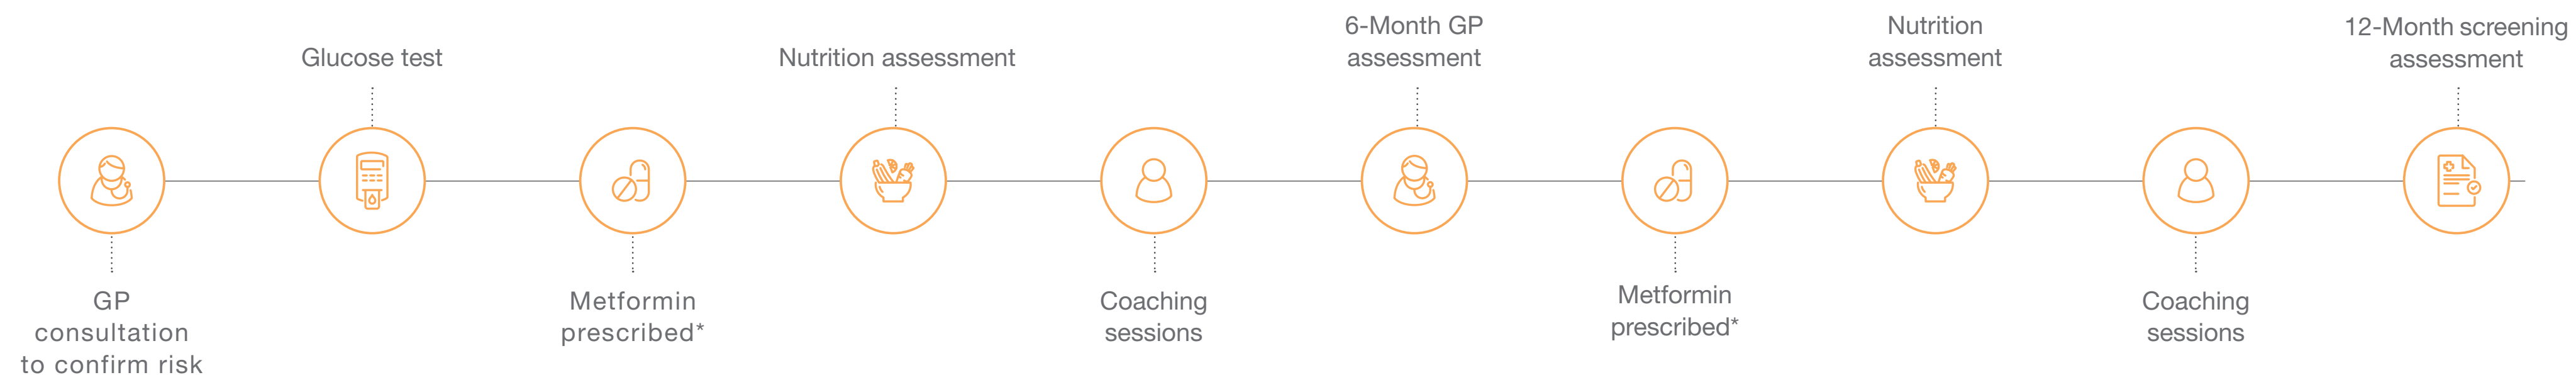 GP
consultation
to confirm risk
Glucose test
Metformin
prescribed*
Nutrition assessment
Coaching
sessions
6-Month GP
assessment
Metformin
prescribed*
Nutrition
assessment
Coaching
sessions
12-Month screening
assessment